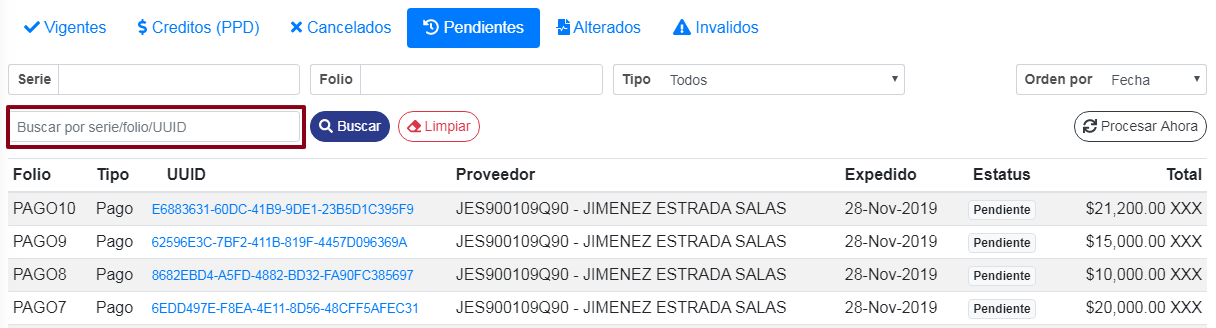 Vigentes Creditos (PPD) Cancelados Pendientes Alterados Invalidos
Serie Folio Tipo Todos Orden por Fecha
Buscar por serie/folio/UUID Buscar Limpiar Procesar Ahora
Folio Tipo UUID Proveedor Expedido Estatus Total
PAGO10 Pago E6883631-60DC-41B9-9DE1-23B5D1C395F9 JES900109Q90 - JIMENEZ ESTRADA SALAS 28-Nov-2019 Pendiente $21,200.00 XXX
PAGO9 Pago 62596E3C-7BF2-411B-819F-4457D096369A JES900109Q90 - JIMENEZ ESTRADA SALAS 28-Nov-2019 Pendiente $15,000.00 XXX
PAGO8 Pago 8682EBD4-A5FD-4882-BD32-FA90FC385697 JES900109Q90 - JIMENEZ ESTRADA SALAS 28-Nov-2019 Pendiente $10,000.00 XXX
PAGO7 Pago 6EDD497E-F8EA-4E11-8D56-48CFF5AFEC31 JES900109Q90 - JIMENEZ ESTRADA SALAS 28-Nov-2019 Pendiente $20,000.00 XXX